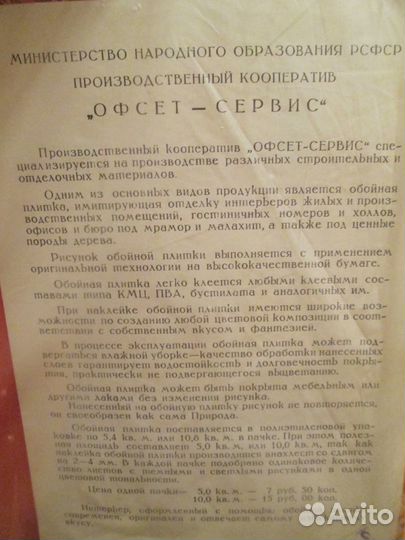 МИНИСТЕРСТВО НАРОДНОГО ОБРАЗОВАНИЯ РСФСР
ПРОИЗВОДСТВЕННЫЙ КООПЕРАТИВ
„ОФСЕТ — СЕРВИС"
Производственный кооператив „ОФСЕТ-СЕРВИС" спе-
циализируется на производстве различных строительных и
отделочных материалов.
Одним из основных видов продукции является обойная
плитка, имитирующая отделку интерьеров жилых и произ-
водственных помещений, гостиничных номеров и холлов,
офисов и бюро под мрамор и малахит, а также под ценные
породы дерева.
Рисунок обойной плитки выполняется с применением
оригинальной технологии на высококачественной бумаге.
Обойная плитка легко клеется любыми клеевыми сос-
тавами типа КМЦ, ПВА, бустилата и аналогичных им.
При наклейке обойной плитки имеются широкие воз-
можности по созданию любой цветовой композиции в соот-
ветствии с собственным вкусом и фантазией.
В процессе эксплуатации обойная плитка может под-
вергаться влажной уборке—качество обработки нанесенных
слоев гарантирует водостойкость и долговечность покры-
тия, практически не подвергающегося выцветанию.
Обойная плитка может быть покрыта мебельным или
другими лаками без изменения рисунка.
Нанесенный на обойную плитку рисунок не повторяется,
он своеобразен как сама Природа.
Обойная плитка поставляется в полиэтиленовой упа-
ковке по 5,4 кв. м или 10,6 кв. м. в пачке. При этом полез-
ная площадь составляет 5,0 кв. м. или 10,0 кв. м, так как
наклейка обойной плитки производится внахлест со сдвигом
на 2—4 мм. В каждой пачке подобрано одинаковое количе-
ство листов с темными и светлыми рисунками в одной
цветовой тональности.
Цена одной пачки— 5,0 кв. м. — 7 руб. 50 коп.
10,0 кв. м. — 15 руб. 00 коп.
Интерьер, оформленный с помощью
современен, оригинален и отвечает самому
вкусу.
Avito